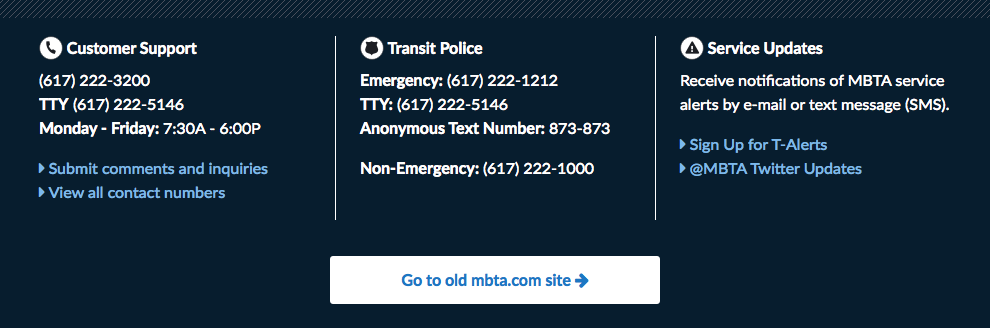 Customer Support
(617) 222-3200
TTY (617) 222-5146
Monday - Friday: 7:30A - 6:00P
Submit comments and inquiries
View all contact numbers
Transit Police
Emergency: (617) 222-1212
TTY: (617) 222-5146
Anonymous Text Number: 873-873
Non-Emergency: (617) 222-1000
Service Updates
Receive notifications of MBTA service
alerts by e-mail or text message (SMS).
Sign Up for T-Alerts
@MBTA Twitter Updates
Go to old mbta.com site